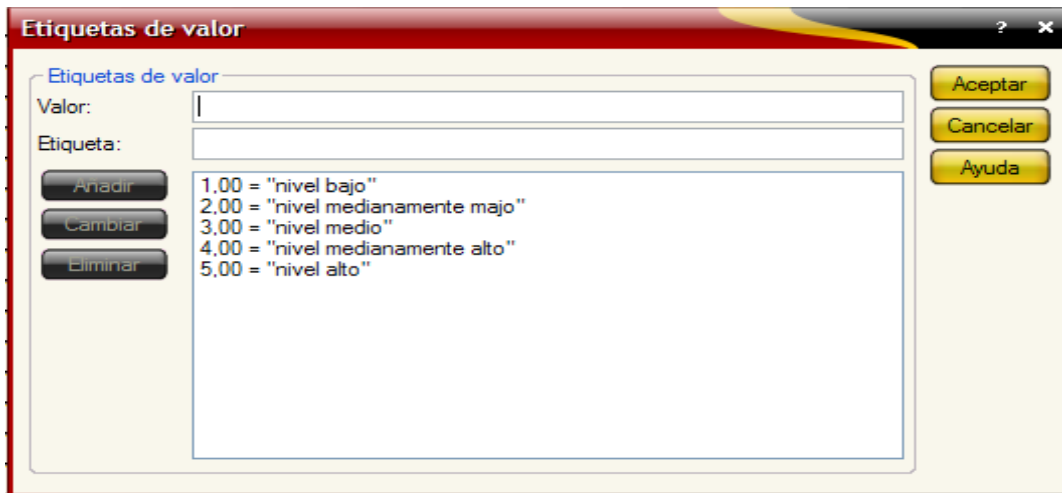 Etiquetas de valor
? ×
Etiquetas de valor
Valor:
Etiqueta:
Añadir
Cambiar
Eliminar
1,00 = "nivel bajo"
2,00 = "nivel medianamente majo"
3,00 = "nivel medio"
4,00 = "nivel medianamente alto"
5,00 = "nivel alto"
Aceptar
Cancelar
Ayuda